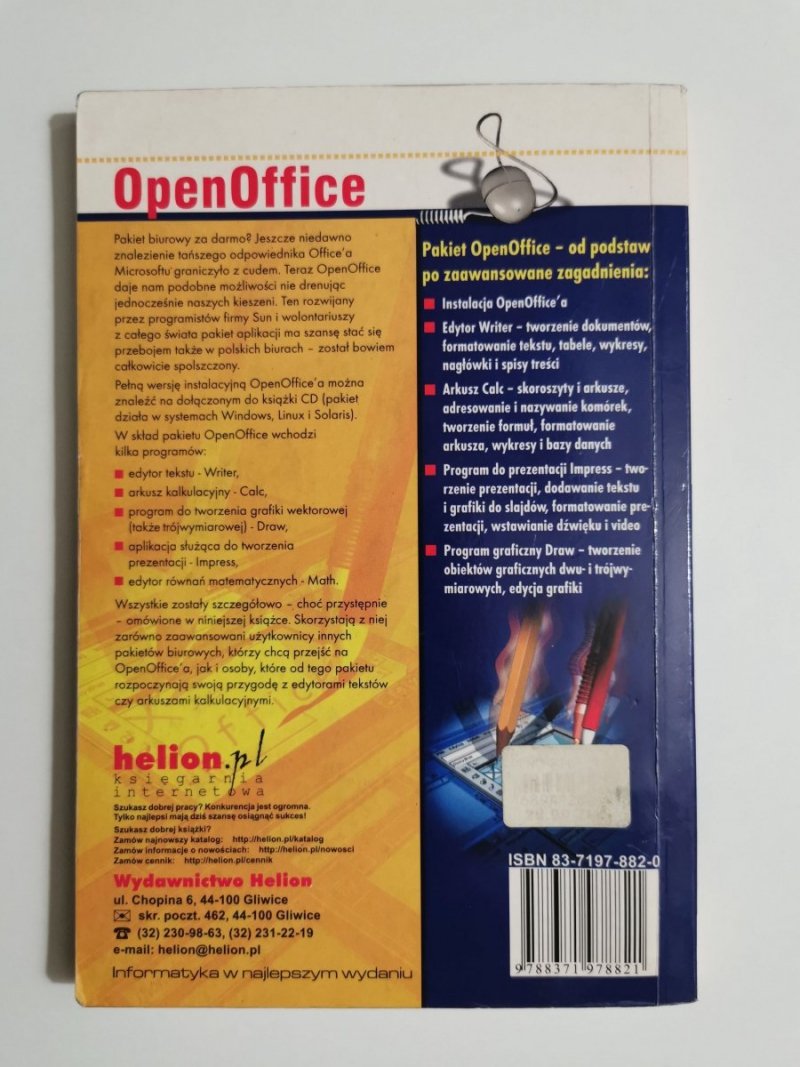 OpenOffice
Pakiet biurowy za darmo? Jeszcze niedawno
znalezienie tańszego odpowiednika Office'a
Microsoftu graniczyło z cudem. Teraz OpenOffice
daje nam podobne możliwości nie drenując
jednocześnie naszych kieszeni. Ten rozwijany
przez programistów firmy Sun i wolontariuszy
z całego świata pakiet aplikacji ma szansę stać się
przebojem także w polskich biurach – został bowiem
całkowicie spolszczony.
Pełną wersję instalacyjną OpenOffice'a można
znaleźć na dołączonym do książki CD (pakiet
działa w systemach Windows, Linux i Solaris).
W skład pakietu OpenOffice wchodzi
kilka programów:
edytor tekstu - Writer,
arkusz kalkulacyjny - Calc,
program do tworzenia grafiki wektorowej
(także trójwymiarowej) - Draw,
aplikacja służąca do tworzenia
prezentacji - Impress,
edytor równań matematycznych - Math.
Wszystkie zostały szczegółowo – choć przystępnie
– omówione w niniejszej książce. Skorzystają z niej
zarówno zaawansowani użytkownicy innych
pakietów biurowych, którzy chcą przejść na
OpenOffice'a, jak i osoby, które od tego pakietu
rozpoczynają swoją przygodę z edytorami tekstów
czy arkuszami kalkulacyjnymi.
helion.pl
księgarnia
internetowa
Szukasz dobrej pracy? Konkurencja jest ogromna.
Tylko najlepsi mają dziś szansę osiągnąć sukces!
Szukasz dobrej książki?
Zamów najnowszy katalog: http://helion.pl/katalog
Zamów informacje o nowościach: http://helion.pl/nowosci
Zamów cennik: http://helion.pl/cennik
Wydawnictwo Helion
ul. Chopina 6, 44-100 Gliwice
skr. poczt. 462, 44-100 Gliwice
(32) 230-98-63, (32) 231-22-19
e-mail: helion@helion.pl
Informatyka w najlepszym wydaniu
Pakiet OpenOffice – od podstaw
po zaawansowane zagadnienia:
Instalacja OpenOffice'a
Edytor Writer – tworzenie dokumentów,
formatowanie tekstu, tabele, wykresy,
nagłówki i spisy treści
Arkusz Calc – skoroszyty i arkusze,
adresowanie i nazywanie komórek,
tworzenie formuł, formatowanie
arkusza, wykresy i bazy danych
Program do prezentacji Impress – two-
rzenie prezentacji, dodawanie tekstu
i grafiki do slajdów, formatowanie pre-
zentacji, wstawianie dźwięku i video
Program graficzny Draw – tworzenie
obiektów graficznych dwu- i trójwy-
miarowych, edycja grafiki
ISBN 83-7197-882-0
9 788371 978821